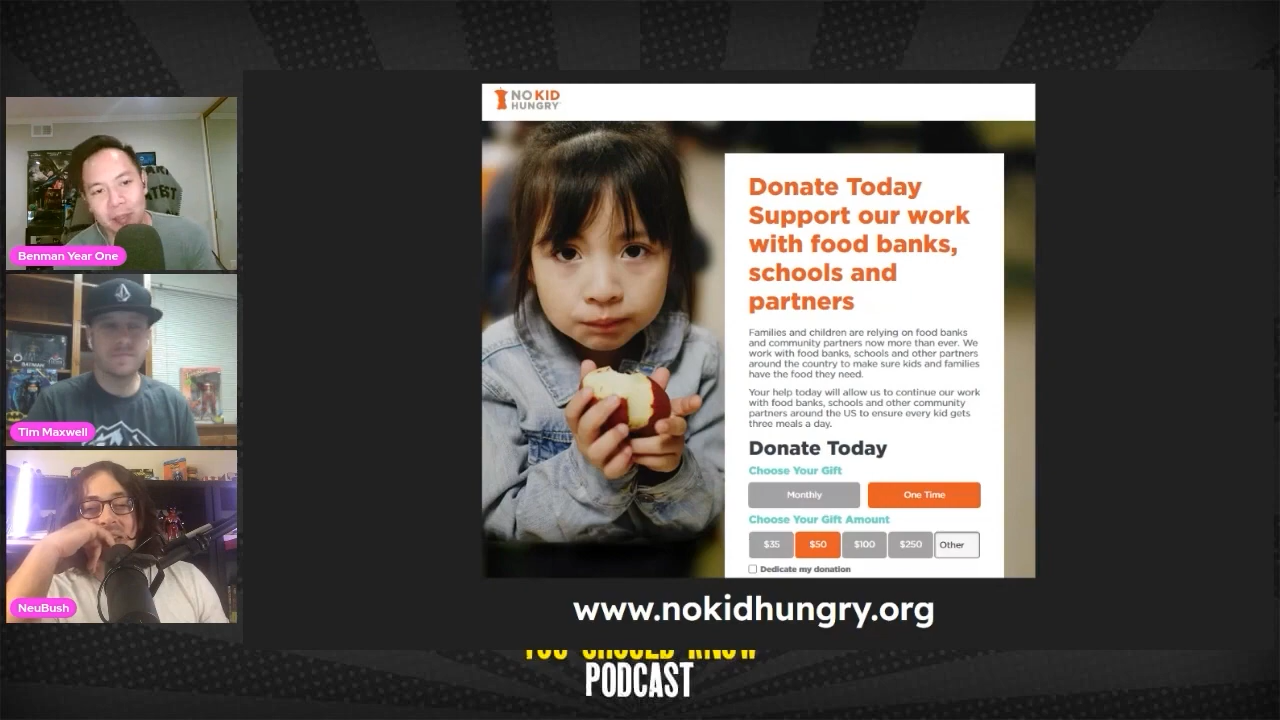 Benman Year One
Tim Maxwell
BATMAN
NeuBush
NO KID
HUNGRY
Donate Today
Support our work
with food banks,
schools and
partners
Families and children are relying on food banks
and community partners now more than ever. We
work with food banks, schools and other partners
around the country to make sure kids and families
have the food they need.
Your help today will allow us to continue our work
with food banks, schools and other community
partners around the US to ensure every kid gets
three meals a day.
Donate Today
Choose Your Gift
Monthly
One Time
Choose Your Gift Amount
$35
$50
$100
$250
Other
Dedicate my donation
www.nokidhungry.org
YOU SHOULD KNOW
PODCAST